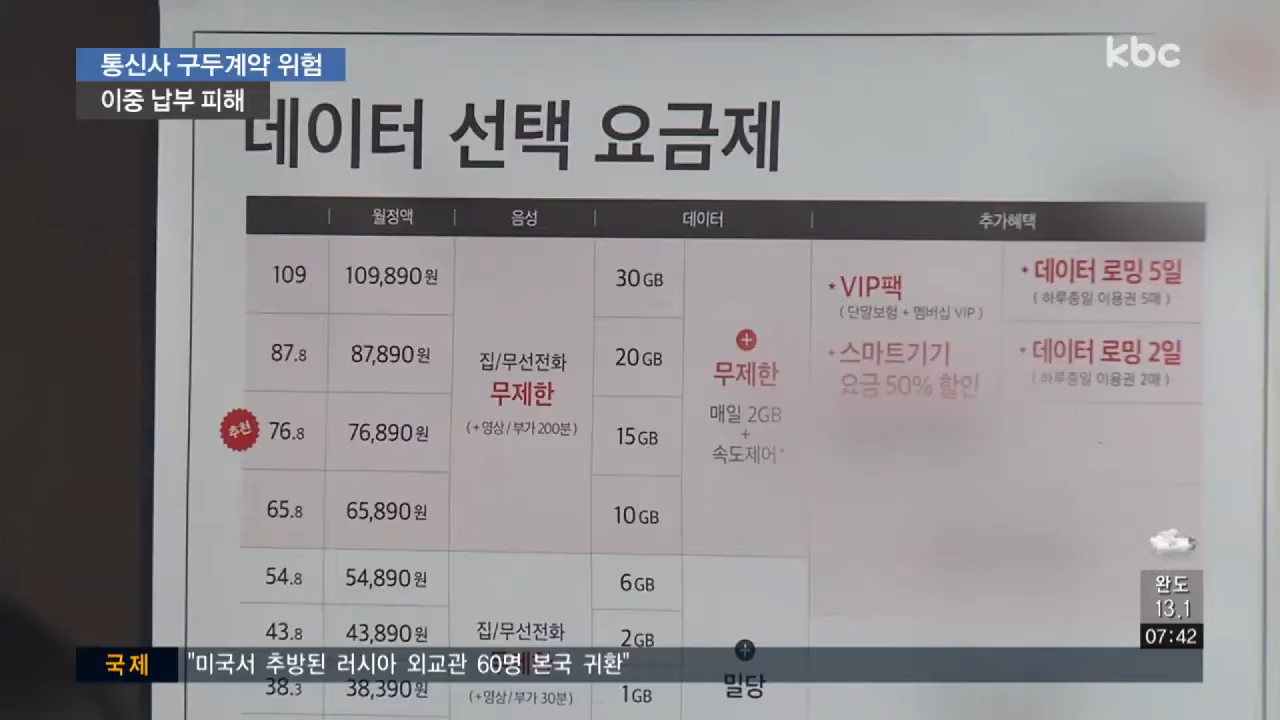 통신사 구두계약 위험
이중 납부 피해
kbc
데이터 선택 요금제
월정액 음성 데이터 추가혜택
109 109,890원 30GB
87.8 87,890원 20GB
추천 76.8 76,890원 15GB
65.8 65,890원 10GB
집/무선전화
무제한
(+영상/부가 200분)
+
무제한
매일 2GB
+
속도제어*
* VIP팩
(단말보험 + 멤버십 VIP)
* 스마트기기
요금 50% 할인
* 데이터 로밍 5일
(하루종일 이용권 5매)
* 데이터 로밍 2일
(하루종일 이용권 2매)
54.8 54,890원 6GB
43.8 43,890원 2GB
38.3 38,390원 1GB
집/무선전화
(+영상/부가 30분)
+
밀당
완도
13.1
07:42
국제 "미국서 추방된 러시아 외교관 60명 본국 귀환"